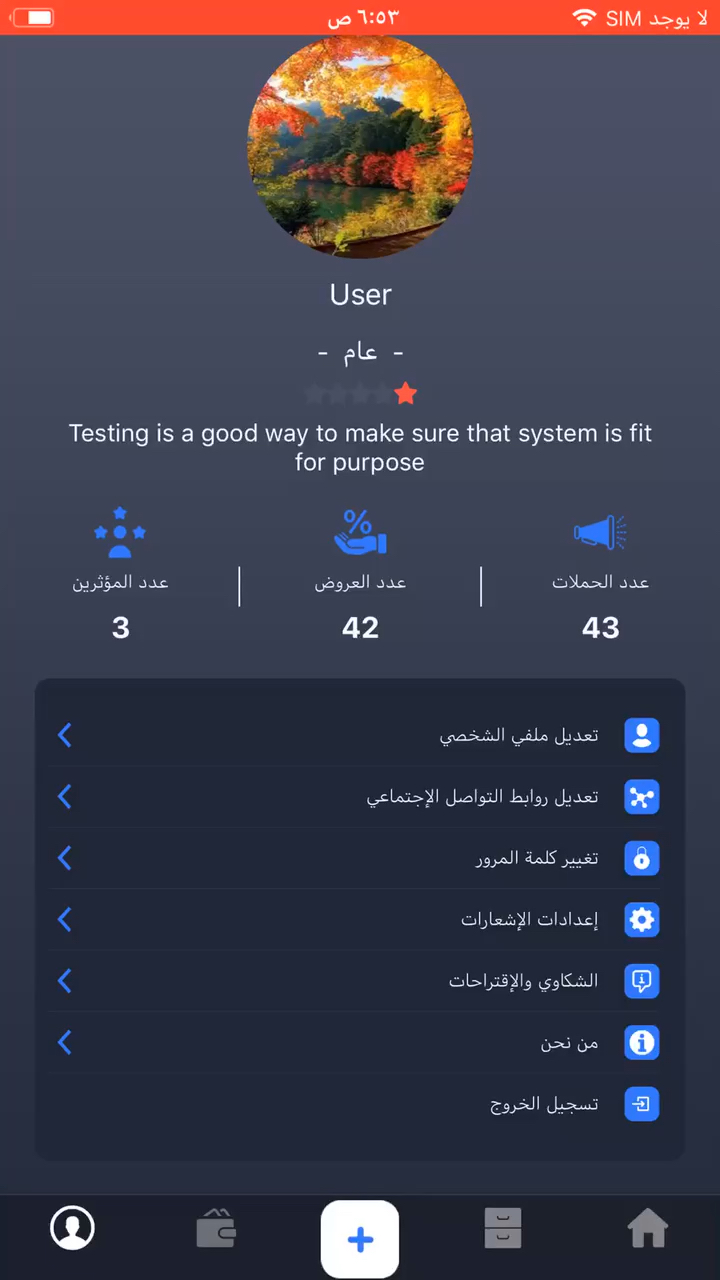 لا يوجد SIM
٦:٥٣ ص
User
- عام -
Testing is a good way to make sure that system is fit
for purpose
عدد الحملات
عدد العروض
عدد المؤثرين
43
42
3
تعديل ملفي الشخصي
تعديل روابط التواصل الإجتماعي
تغيير كلمة المرور
إعدادات الإشعارات
الشكاوي والإقتراحات
من نحن
تسجيل الخروج